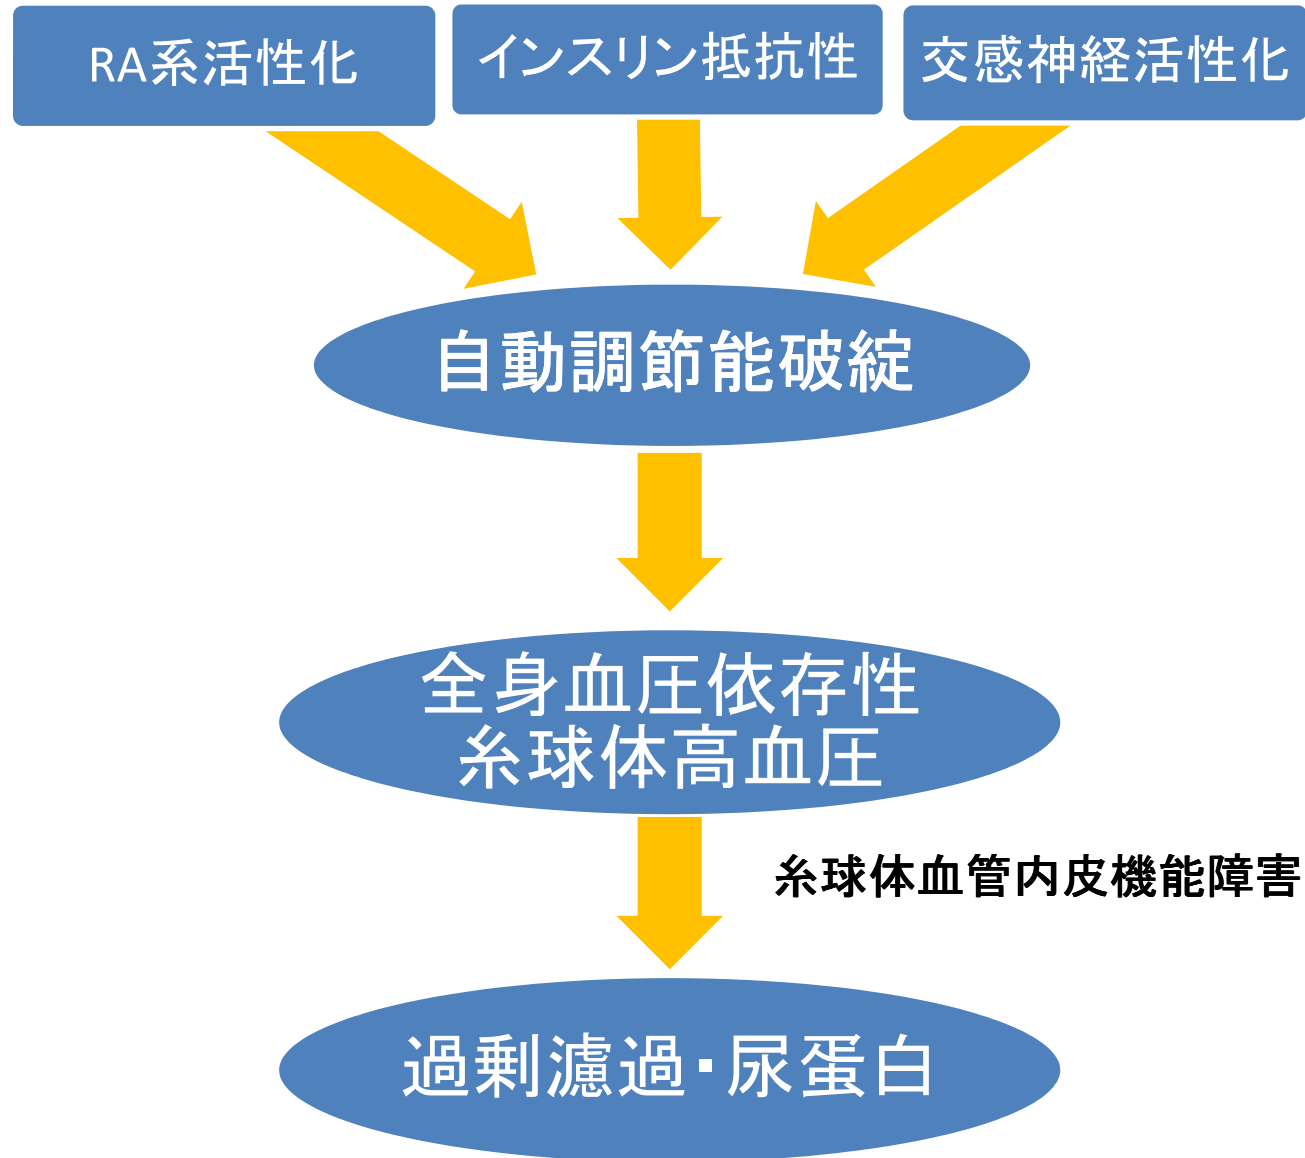 RA系活性化
インスリン抵抗性
交感神経活性化
自動調節能破綻
全身血圧依存性
糸球体高血圧
糸球体血管内皮機能障害
過剰濾過・尿蛋白